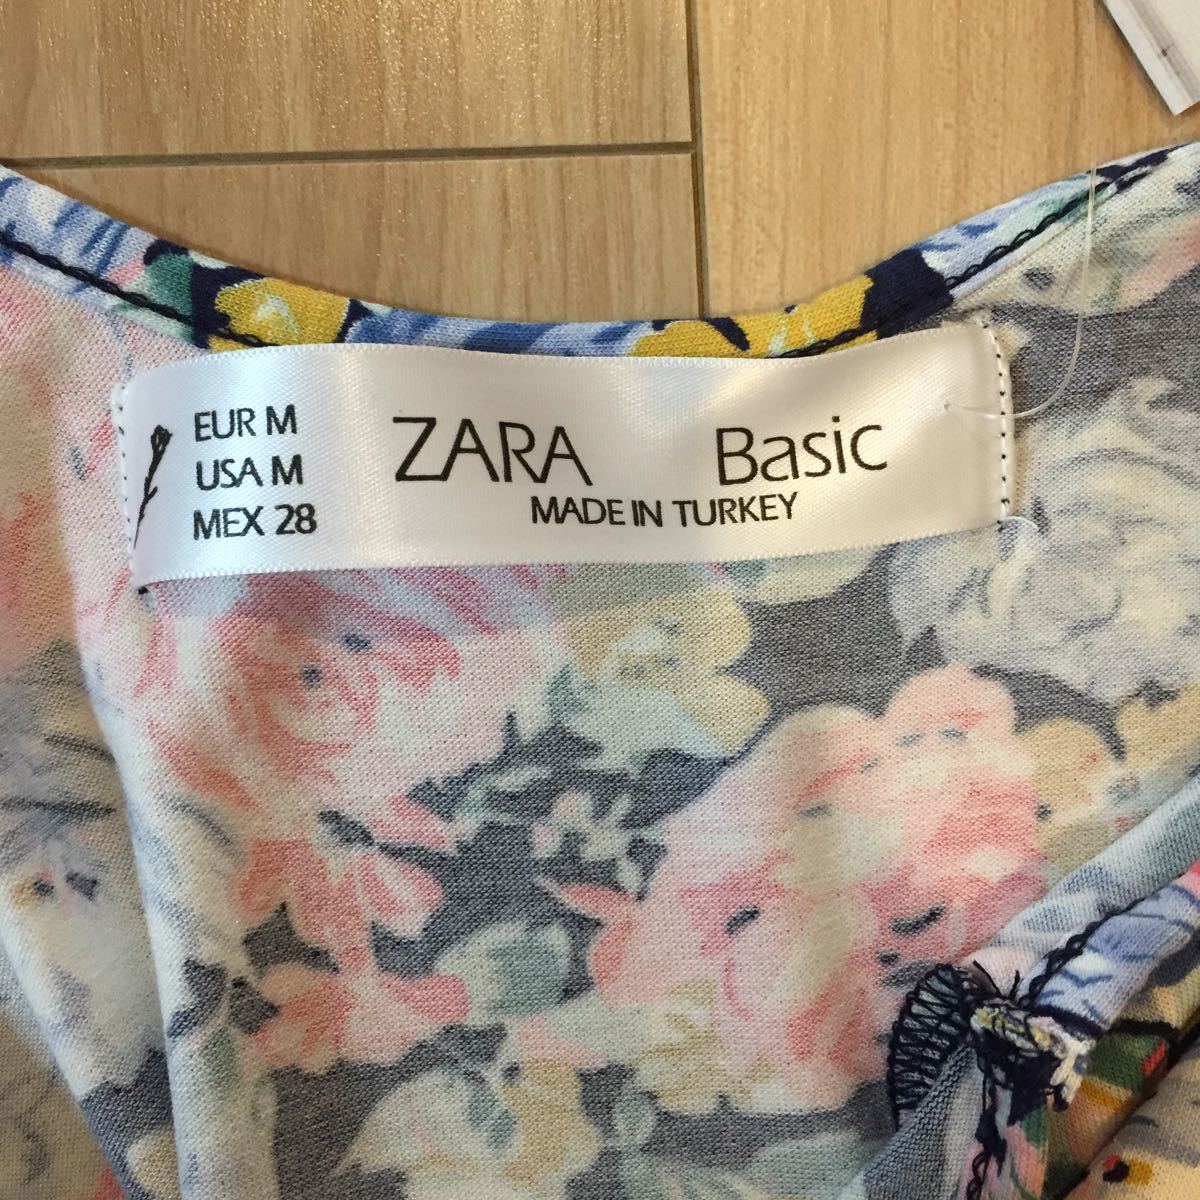 EUR M
USA M
MEX 28
ZARA Basic
MADE IN TURKEY